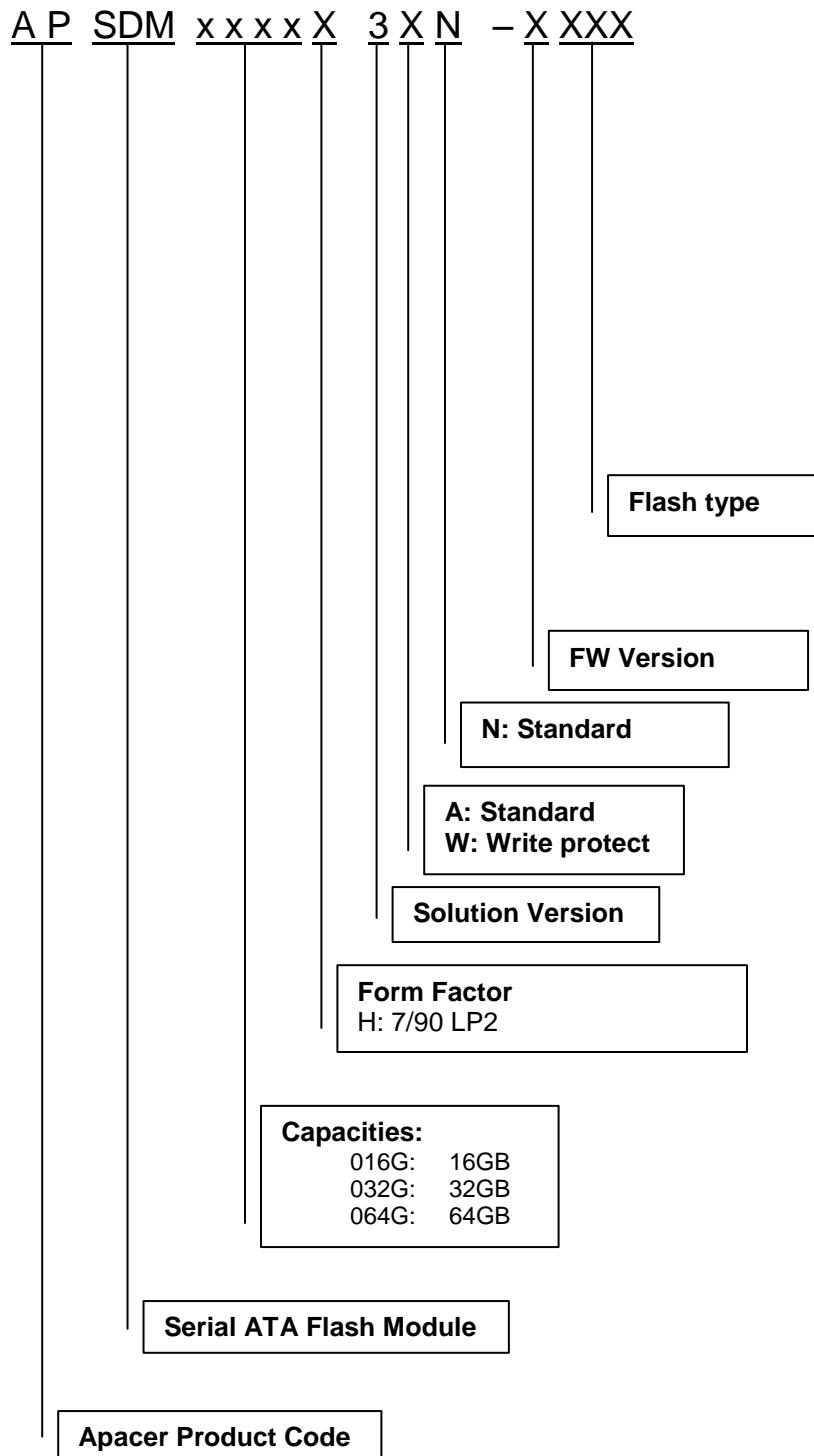 A P SDM x x x x X 3 X N – X XXX
Flash type
FW Version
N: Standard
A: Standard
W: Write protect
Solution Version
Form Factor
H: 7/90 LP2
Capacities:
016G: 16GB
032G: 32GB
064G: 64GB
Serial ATA Flash Module
Apacer Product Code